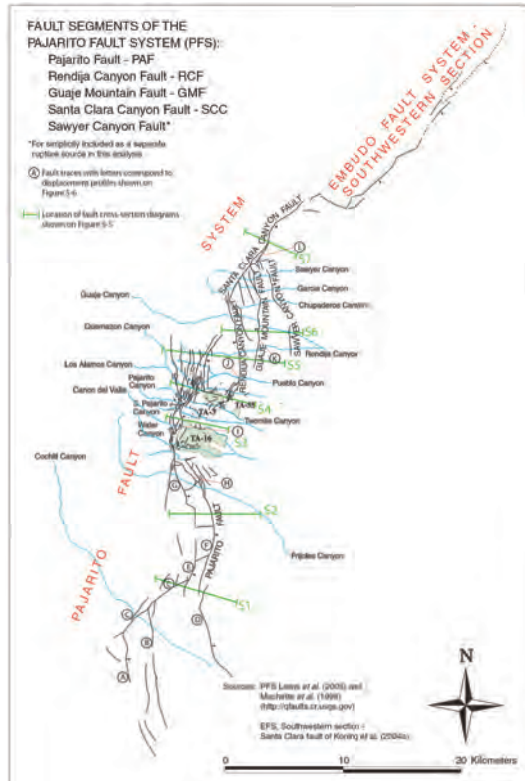 FAULT SEGMENTS OF THE
PAJARITO FAULT SYSTEM (PFS):
Pajarito Fault - PAF
Rendija Canyon Fault - RCF
Guaje Mountain Fault - GMF
Santa Clara Canyon Fault - SCC
Sawyer Canyon Fault*
*For simplicity included as a separate
rupture source in this analysis
A Fault traces with letters correspond to
displacement profiles shown on
Figure 5-6
Location of fault cross-section diagrams
shown on Figure 5-5
EMBUDO FAULT SYSTEM -
SOUTHWESTERN SECTION
SYSTEM
SANTA CLARA CANYON FAULT
L
S7
Sawyer Canyon
Garcia Canyon
Chupaderos Canyon
Guaje Canyon
RENDIJA CANYON FAULT
GUAJE MOUNTAIN FAULT
SAWYER CANYON FAULT
S6
Quemazon Canyon
Rendija Canyon
Los Alamos Canyon
J
K
S5
Pajarito
Canyon
Pueblo Canyon
Canon del Valle
S4
TA-3
TA-55
S. Pajarito
Canyon
Twomile Canyon
I
Water
Canyon
TA-16
S3
Cochiti Canyon
FAULT
G
H
S2
PAJARITO FAULT
F
Frijoles Canyon
E
PAJARITO
S1
C
D
B
A
N
Sources: PFS Lewis et al. (2009) and
Machette et al. (1998)
(http://qfaults.cr.usgs.gov)
EFS, Southwestern section -
Santa Clara fault of Koning et al. (2004a)
0 10 20 Kilometers